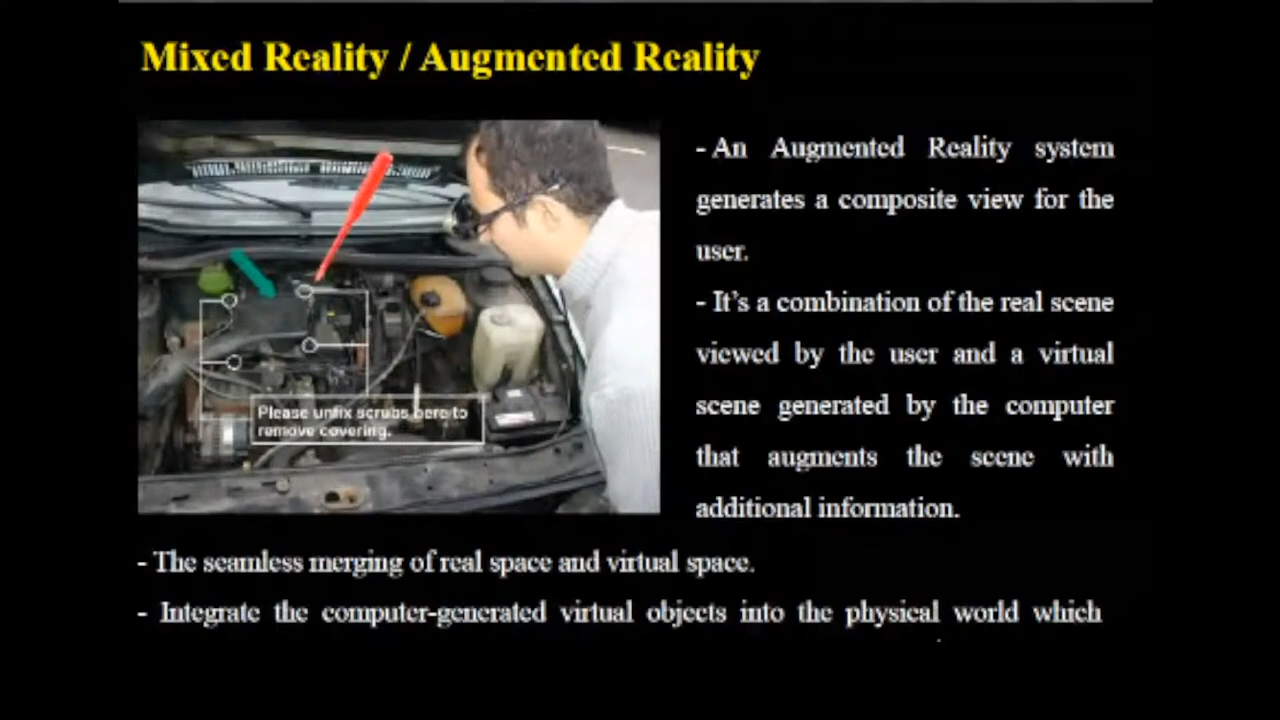 Mixed Reality / Augmented Reality
- An Augmented Reality system
generates a composite view for the
user.
- It's a combination of the real scene
viewed by the user and a virtual
scene generated by the computer
that augments the scene with
additional information.
Please unfix scrubs here to
remove covering.
- The seamless merging of real space and virtual space.
- Integrate the computer-generated virtual objects into the physical world which